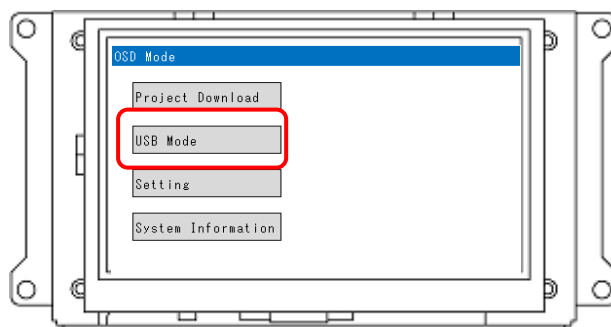 OSD Mode
Project Download
USB Mode
Setting
System Information